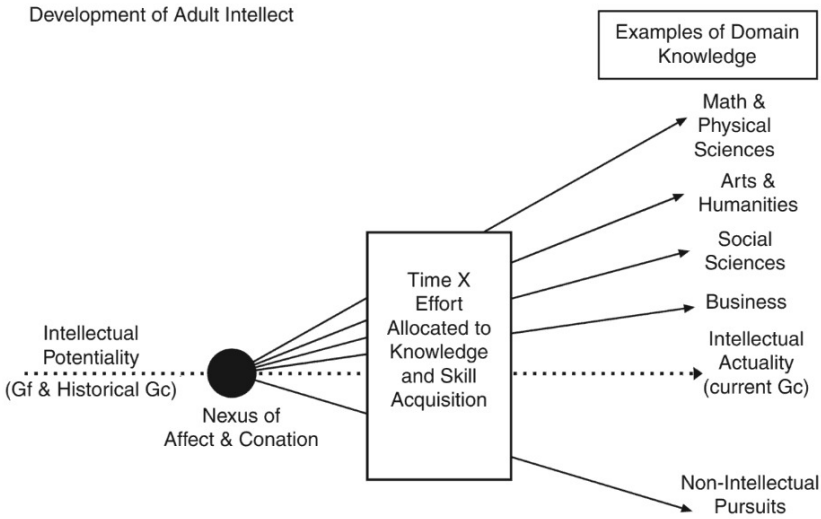 Development of Adult Intellect
Examples of Domain
Knowledge
Math &
Physical
Sciences
Arts &
Humanities
Social
Sciences
Business
Intellectual
Actuality
(current Gc)
Non-Intellectual
Pursuits
Time X
Effort
Allocated to
Knowledge
and Skill
Acquisition
Intellectual
Potentiality
(Gf & Historical Gc)
Nexus of
Affect & Conation